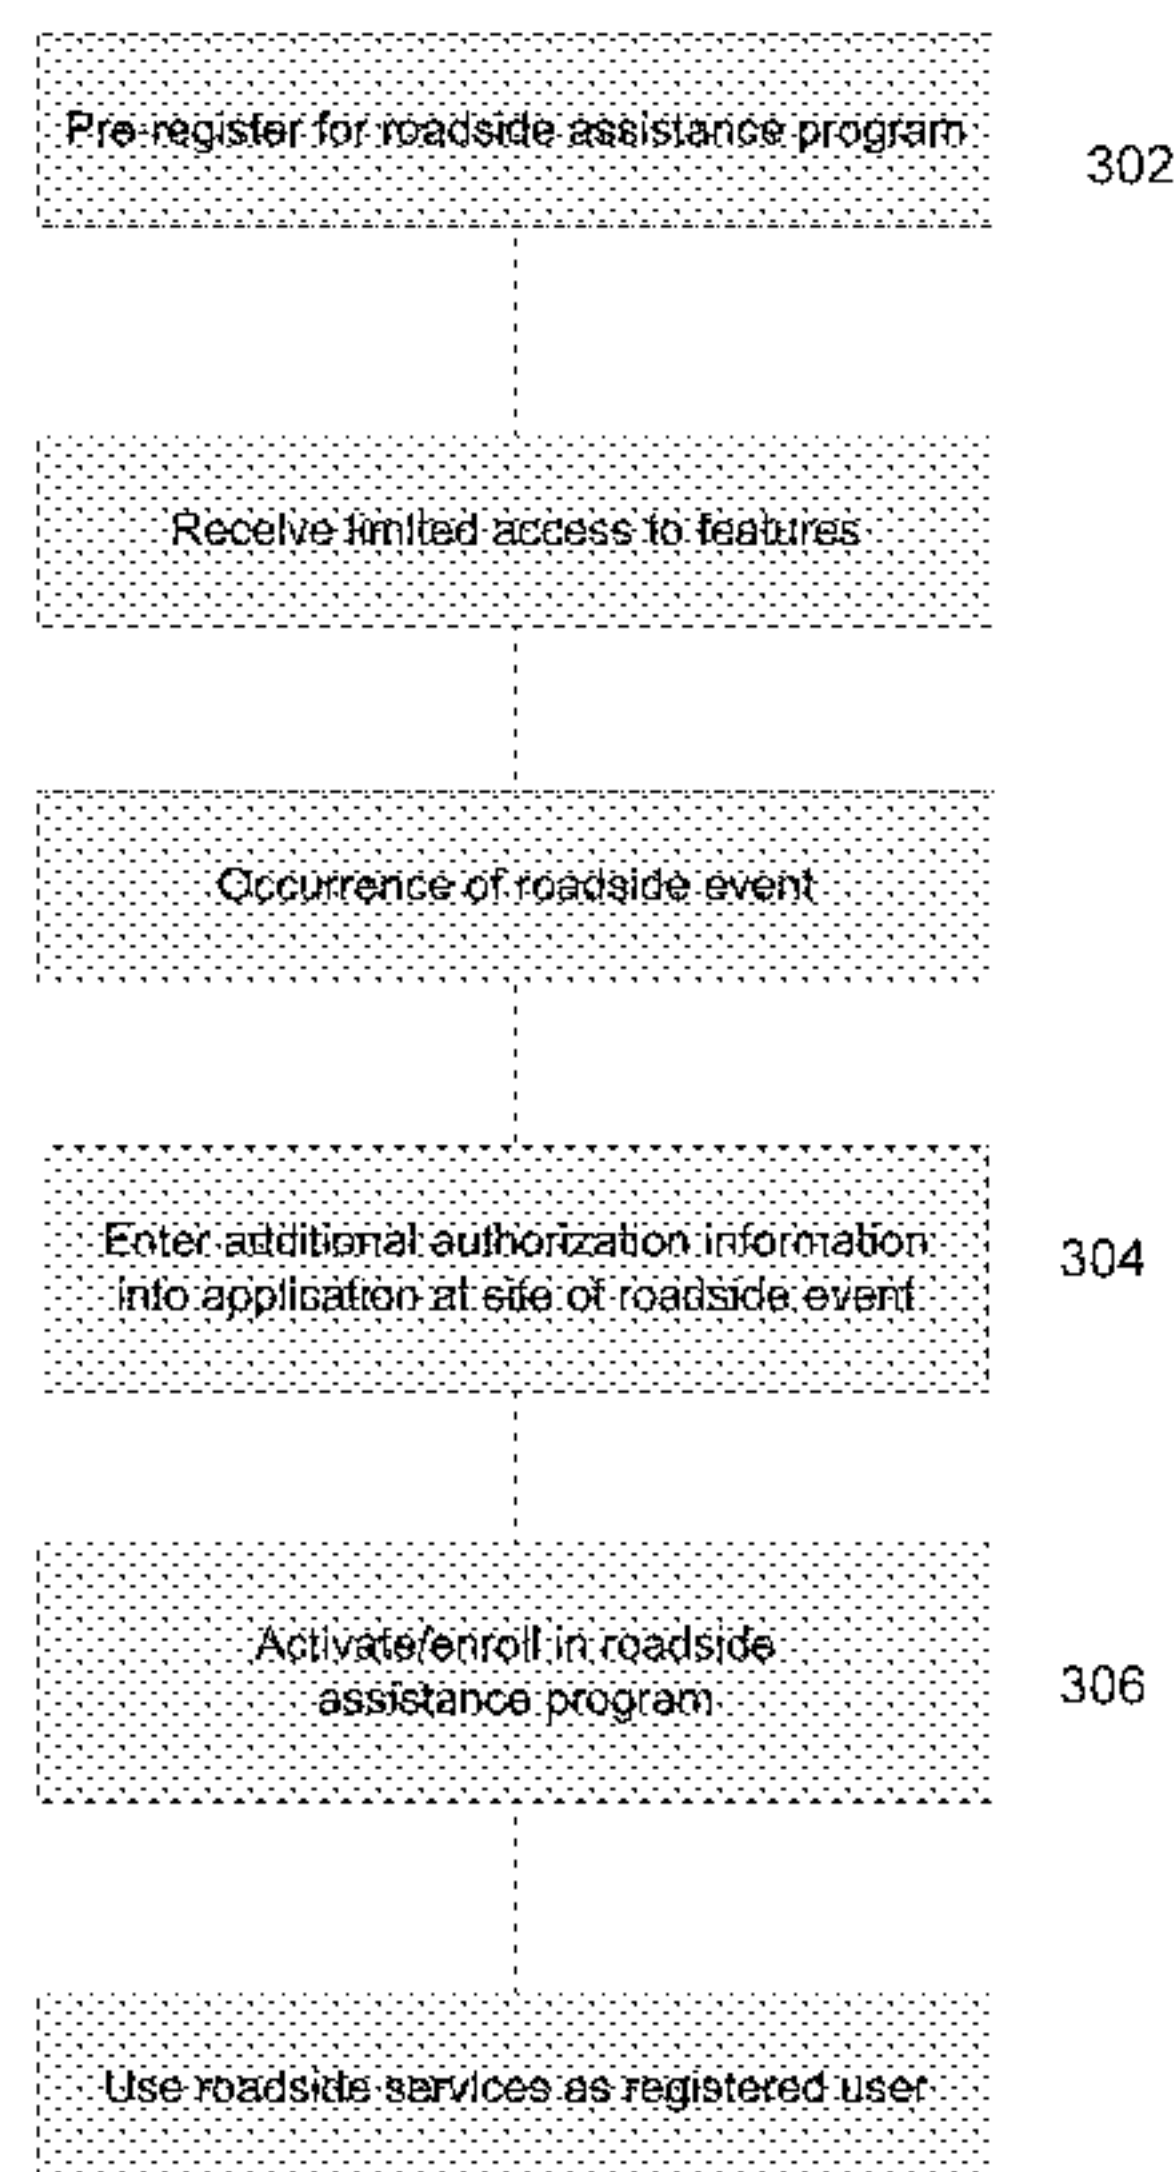 Pre-register for roadside assistance program
302
Receive limited access to features
Occurrence of roadside event
Enter additional authorization information
into application at site of roadside event
304
Activate/enroll in roadside
assistance program
306
Use roadside services as registered user